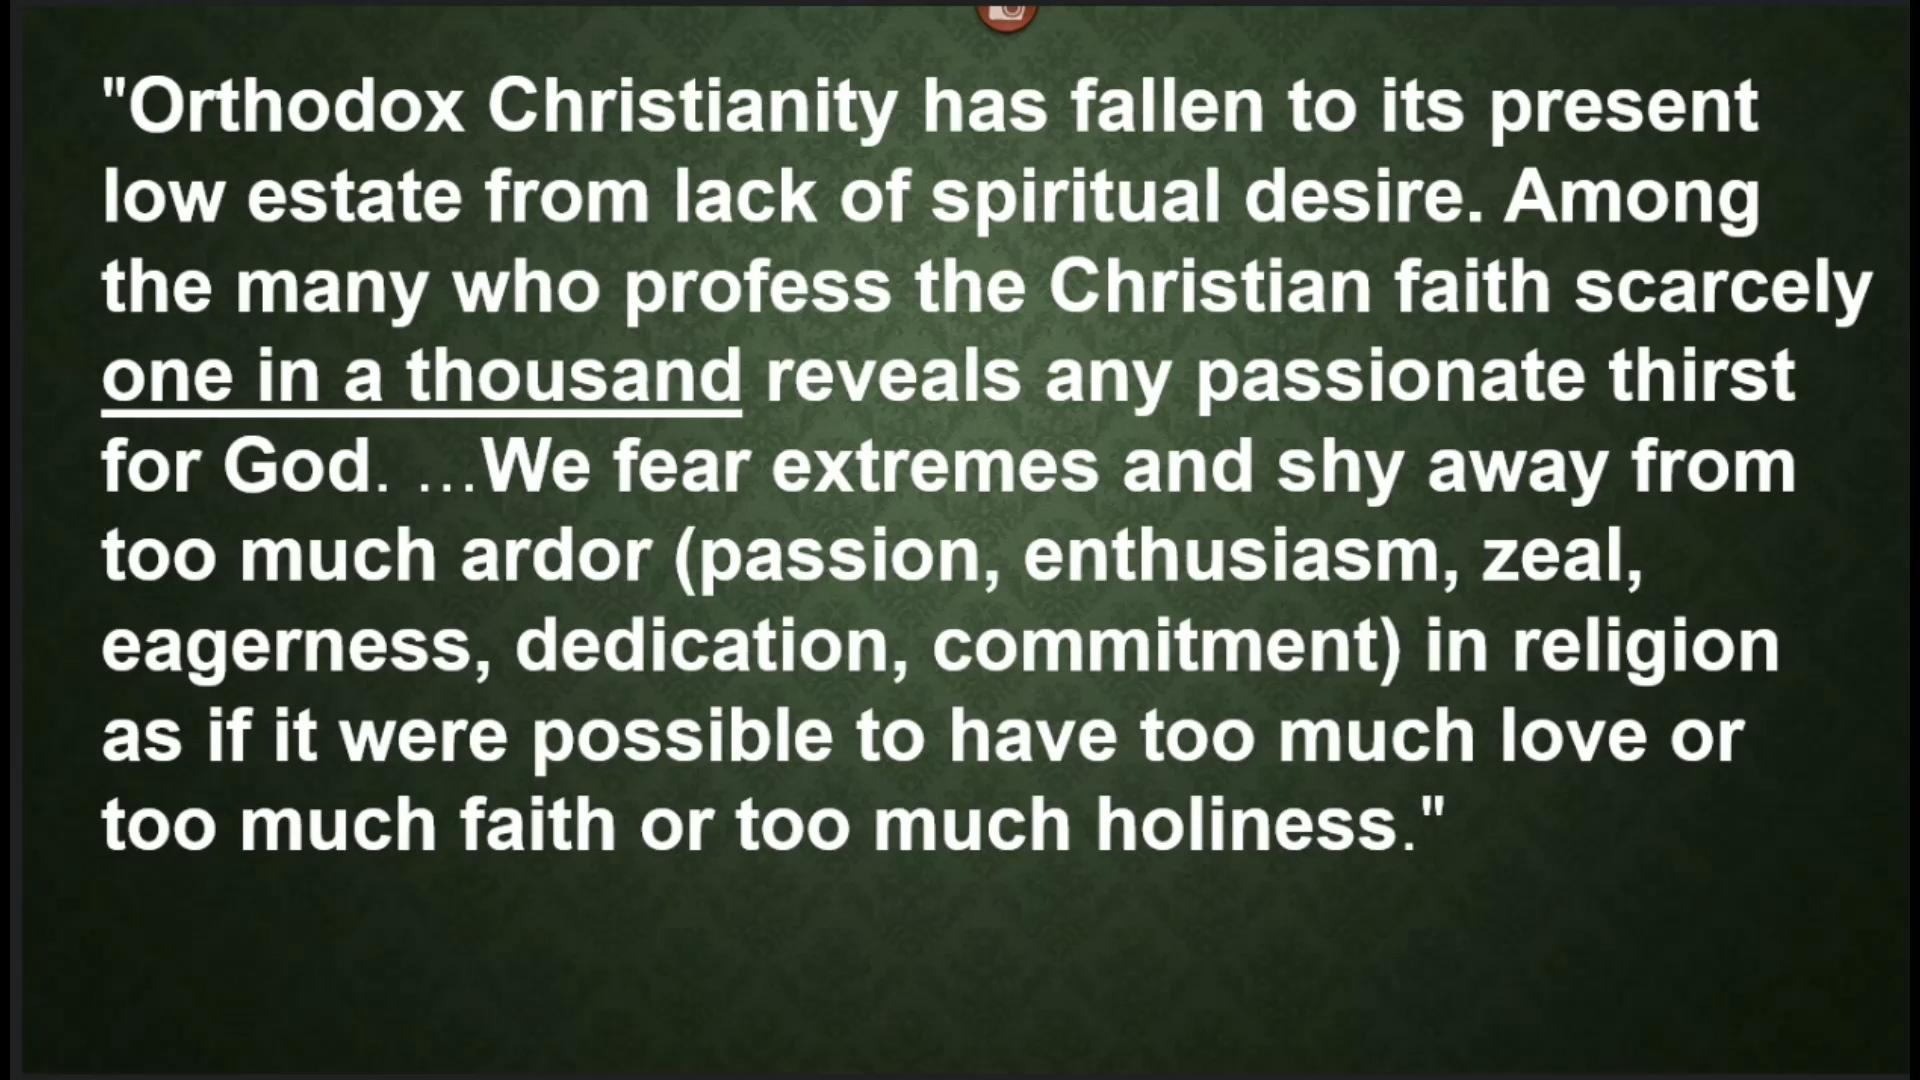 "Orthodox Christianity has fallen to its present
low estate from lack of spiritual desire. Among
the many who profess the Christian faith scarcely
one in a thousand reveals any passionate thirst
for God. …We fear extremes and shy away from
too much ardor (passion, enthusiasm, zeal,
eagerness, dedication, commitment) in religion
as if it were possible to have too much love or
too much faith or too much holiness."